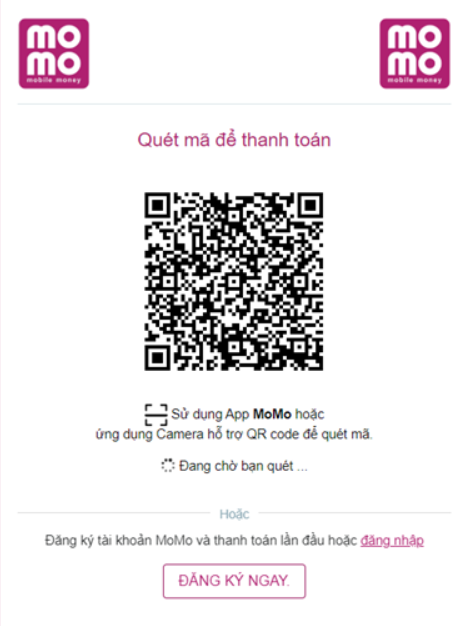 mo mo
mo mo
mobile money
mobile money
Quét mã để thanh toán
Sử dụng App MoMo hoặc
ứng dụng Camera hỗ trợ QR code để quét mã.
Đang chờ bạn quét ...
Hoặc
Đăng ký tài khoản MoMo và thanh toán lần đầu hoặc đăng nhập
ĐĂNG KÝ NGAY.